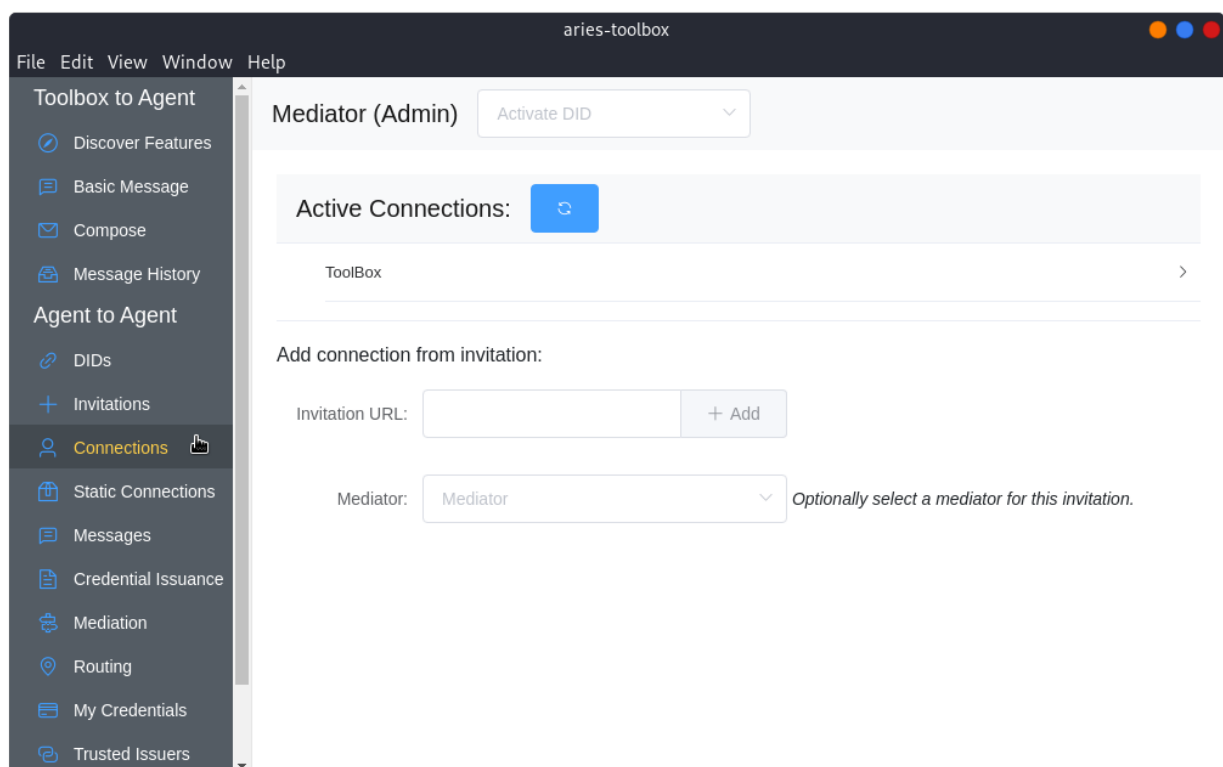 aries-toolbox
File Edit View Window Help
Toolbox to Agent
Discover Features
Basic Message
Compose
Message History
Agent to Agent
DIDs
Invitations
Connections
Static Connections
Messages
Credential Issuance
Mediation
Routing
My Credentials
Trusted Issuers
Mediator (Admin) Activate DID
Active Connections:
ToolBox
Add connection from invitation:
Invitation URL: + Add
Mediator: Mediator Optionally select a mediator for this invitation.